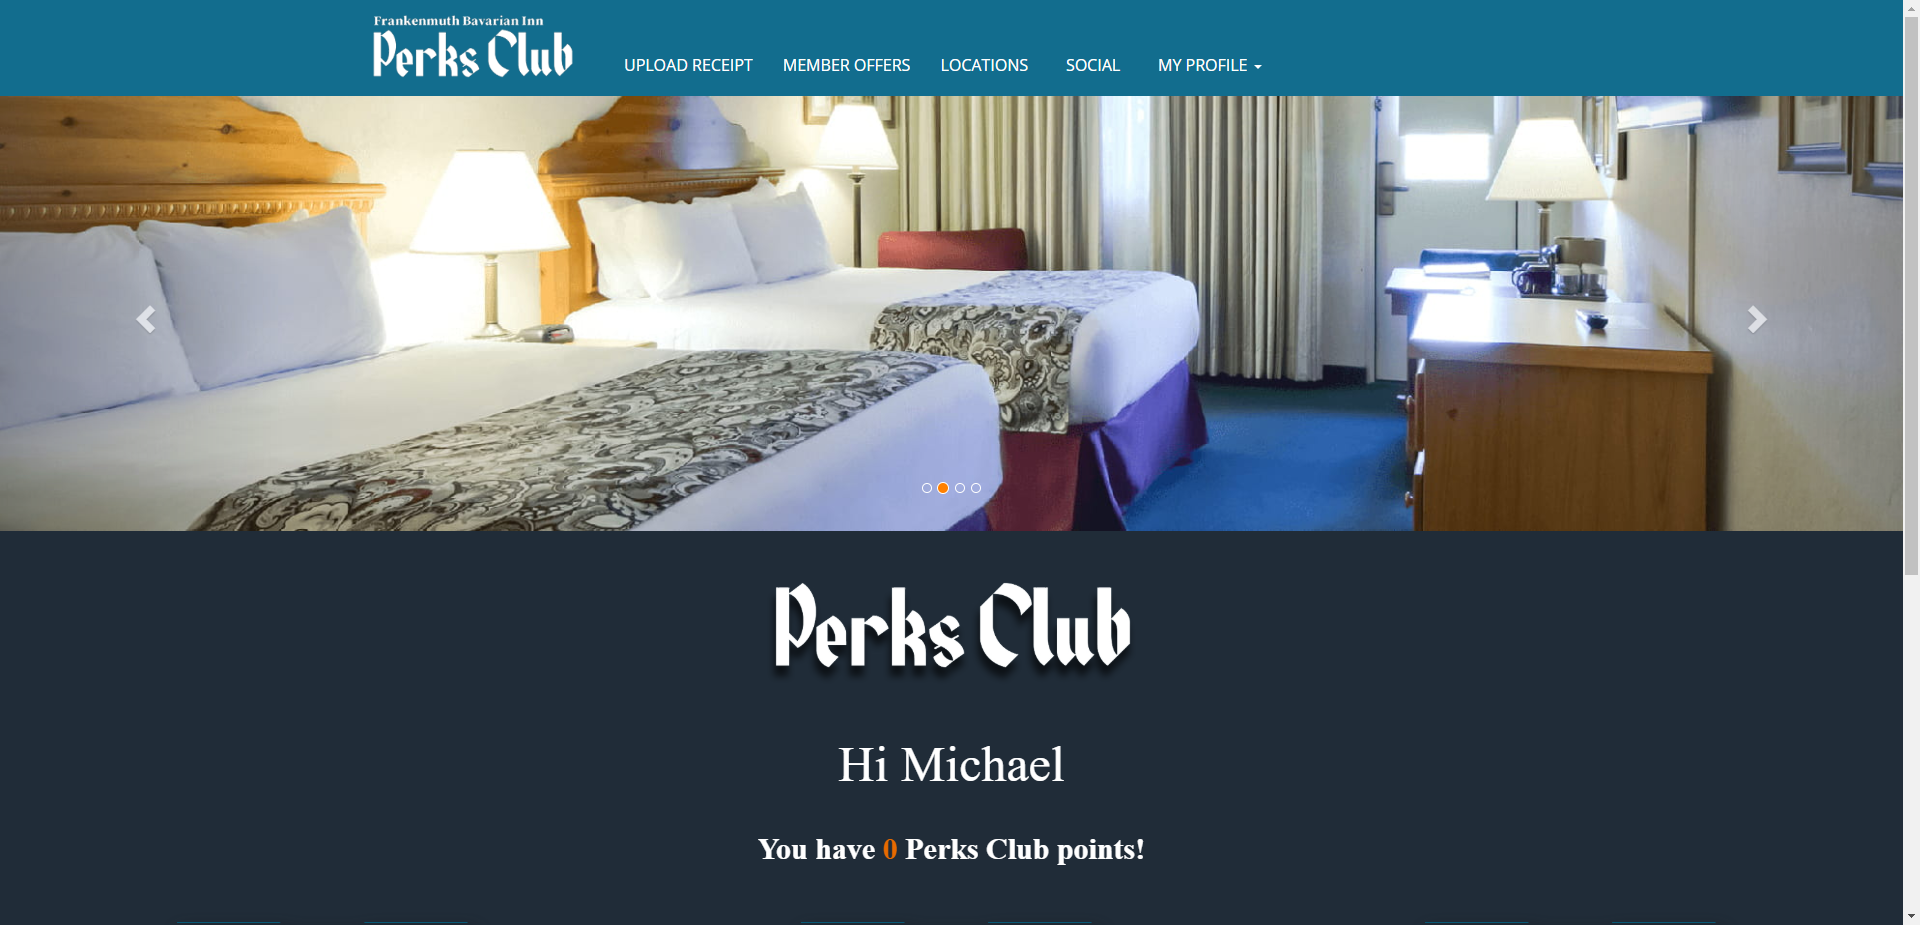 Frankenmuth Bavarian Inn
Perks Club
UPLOAD RECEIPT MEMBER OFFERS LOCATIONS SOCIAL MY PROFILE
Perks Club
Hi Michael
You have 0 Perks Club points!